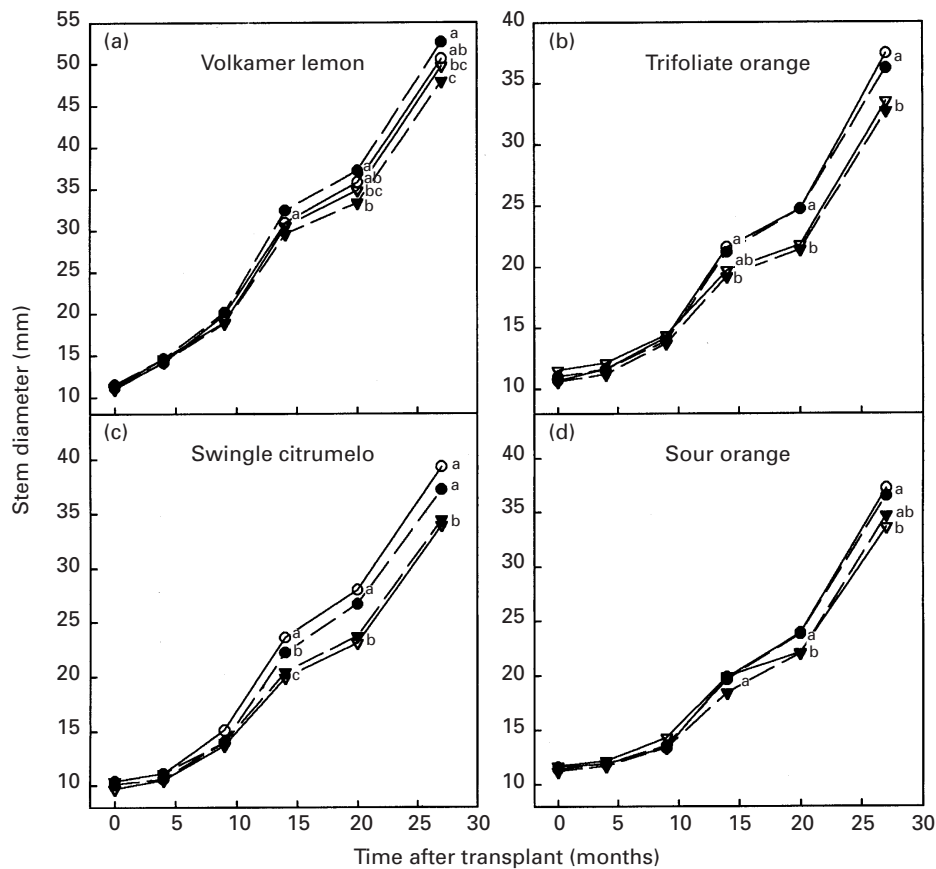 (a)
Volkamer lemon
55
50
45
40
35
30
25
20
15
10
a
ab
bc
c
a
ab
bc
b
a
(b)
Trifoliate orange
40
35
30
25
20
15
10
a
b
a
b
a
ab
b
(c)
Swingle citrumelo
40
35
30
25
20
15
10
a
a
b
a
b
a
b
c
(d)
Sour orange
40
35
30
25
20
15
10
a
ab
b
a
b
a
0 5 10 15 20 25 30
0 5 10 15 20 25 30
Stem diameter (mm)
Time after transplant (months)